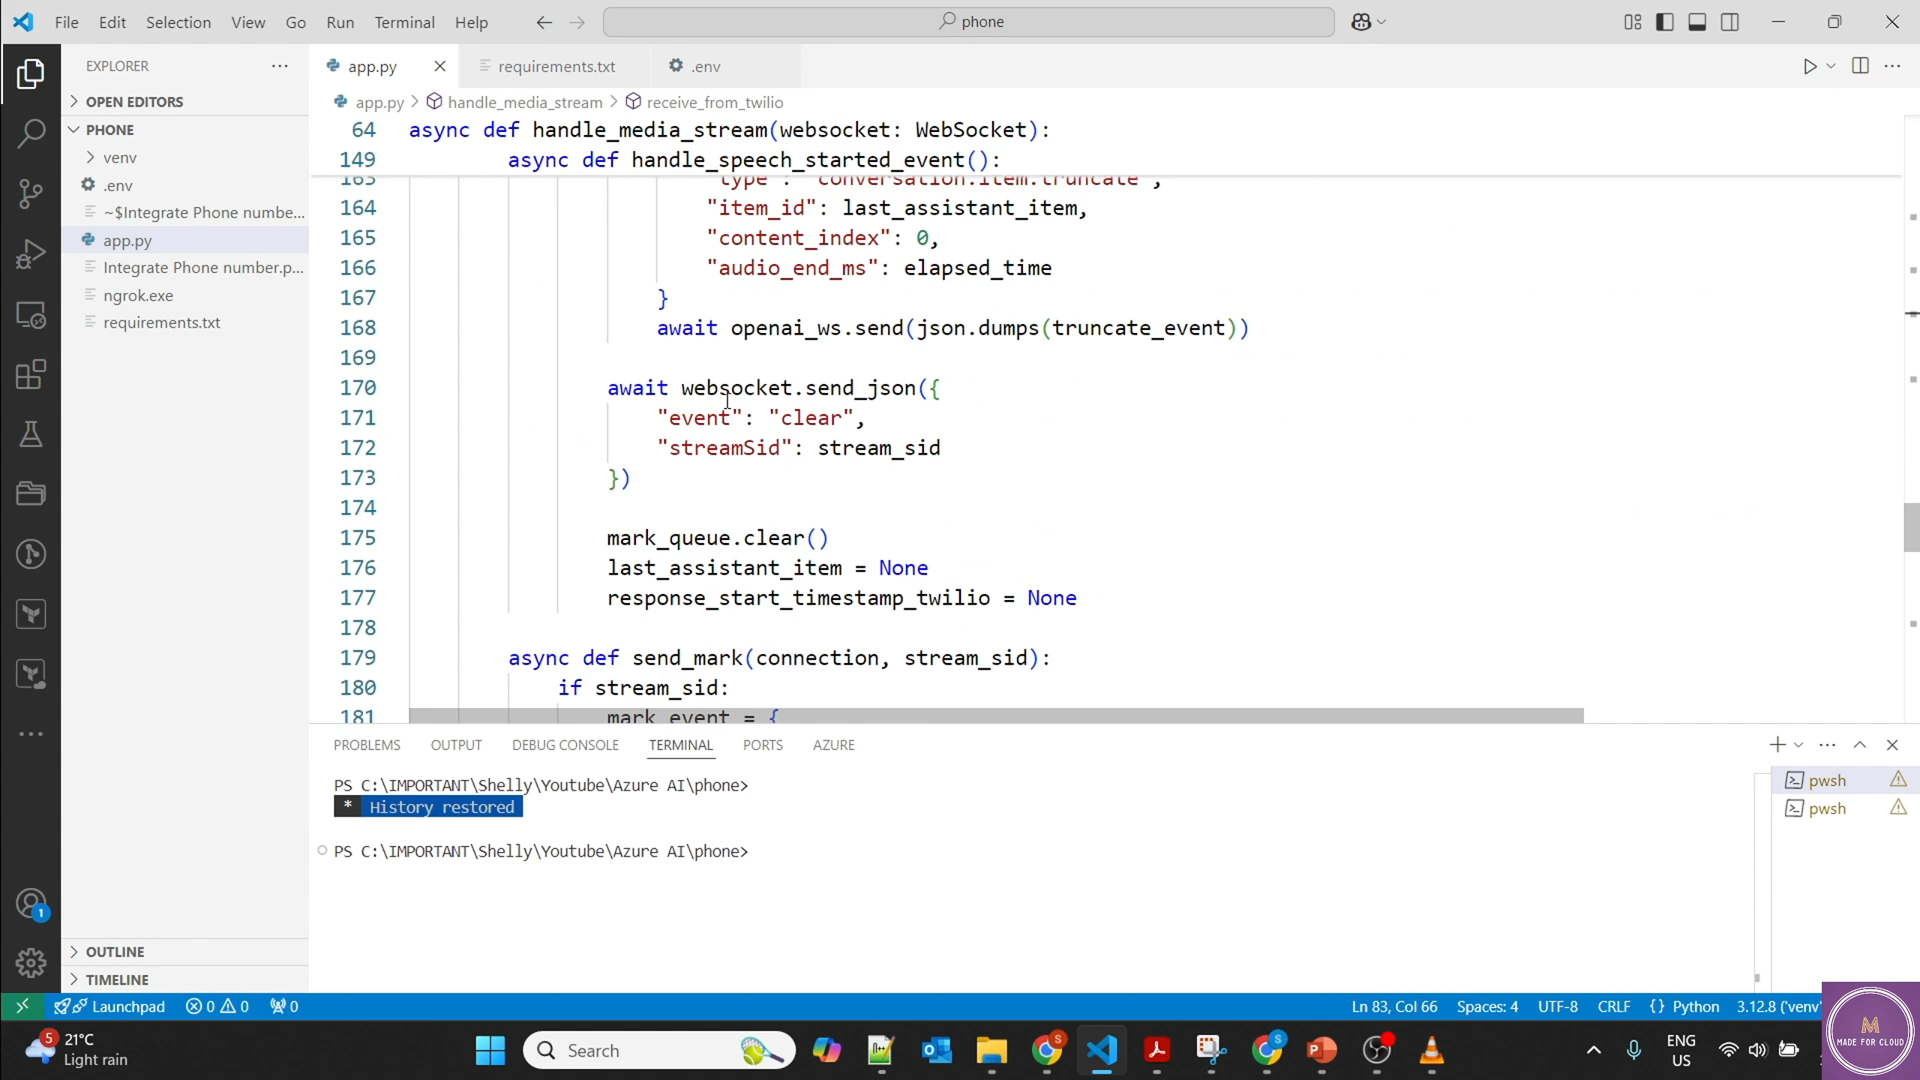 File Edit Selection View Go Run Terminal Help
phone
EXPLORER
OPEN EDITORS
PHONE
venv
.env
~$Integrate Phone numbe...
app.py
Integrate Phone number.p...
ngrok.exe
requirements.txt
OUTLINE
TIMELINE
app.py requirements.txt .env
app.py > handle_media_stream > receive_from_twilio
64 async def handle_media_stream(websocket: WebSocket):
149 async def handle_speech_started_event():
163 "type": "conversation.item.truncate",
164 "item_id": last_assistant_item,
165 "content_index": 0,
166 "audio_end_ms": elapsed_time
167 }
168 await openai_ws.send(json.dumps(truncate_event))
169
170 await websocket.send_json({
171 "event": "clear",
172 "streamSid": stream_sid
173 })
174
175 mark_queue.clear()
176 last_assistant_item = None
177 response_start_timestamp_twilio = None
178
179 async def send_mark(connection, stream_sid):
180 if stream_sid:
181 mark_event = {
PROBLEMS OUTPUT DEBUG CONSOLE TERMINAL PORTS AZURE
PS C:\IMPORTANT\Shelly\Youtube\Azure AI\phone>
* History restored
PS C:\IMPORTANT\Shelly\Youtube\Azure AI\phone>
pwsh
pwsh
1
Launchpad 0 0 0 Ln 83, Col 66 Spaces: 4 UTF-8 CRLF {} Python 3.12.8 ('venv'
5 21°C
Light rain
Search
S
S
ENG
US
M
MADE FOR CLOUD